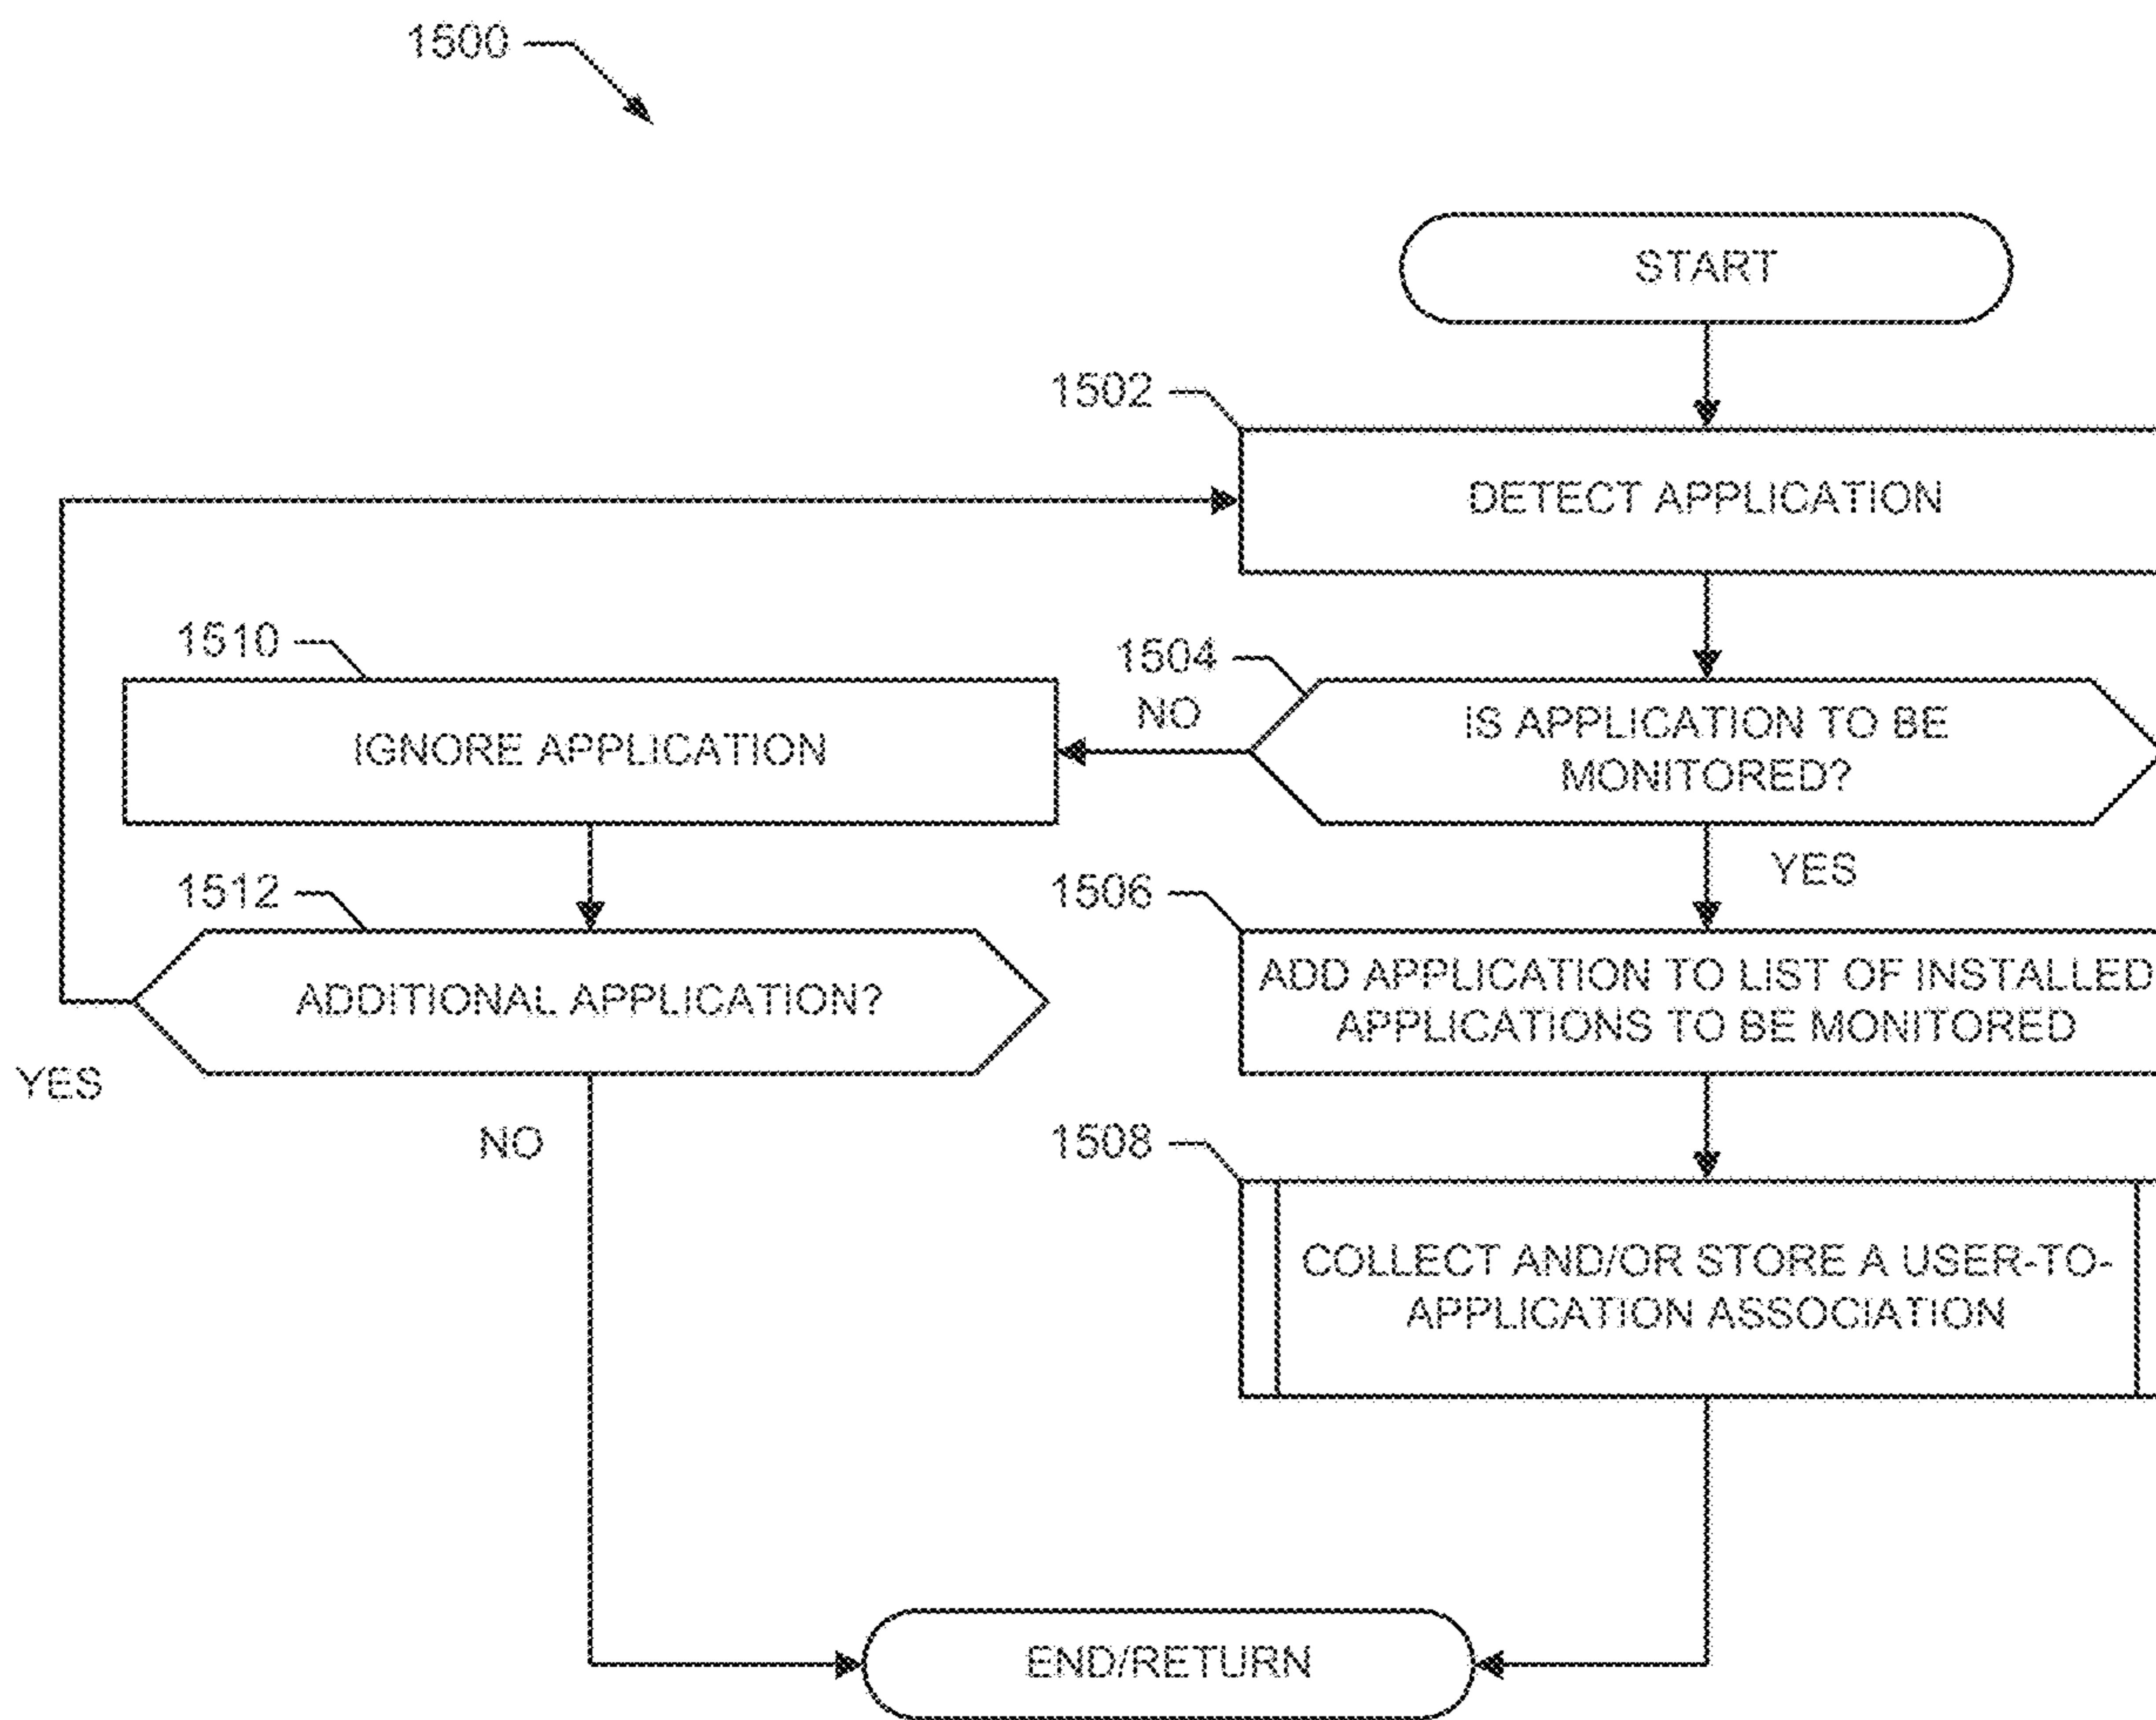 1500
START
1502
DETECT APPLICATION
1510
IGNORE APPLICATION
1504
NO
IS APPLICATION TO BE
MONITORED?
YES
1512
ADDITIONAL APPLICATION?
YES
NO
1506
ADD APPLICATION TO LIST OF INSTALLED
APPLICATIONS TO BE MONITORED
1508
COLLECT AND/OR STORE A USER-TO-
APPLICATION ASSOCIATION
END/RETURN